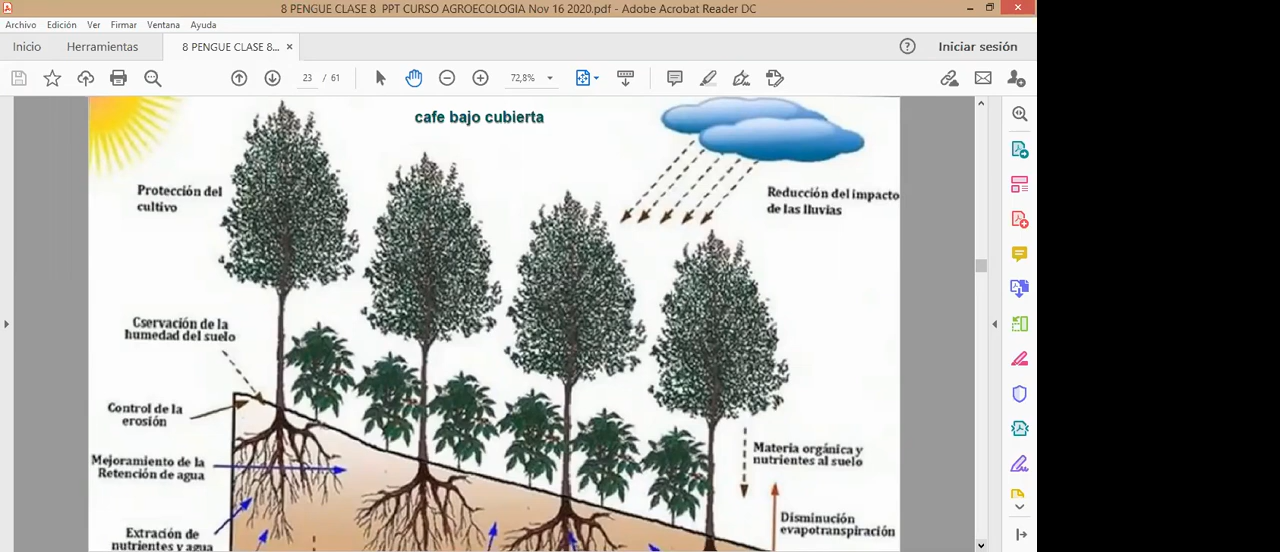 8 PENGUE CLASE 8 PPT CURSO AGROECOLOGIA Nov 16 2020.pdf - Adobe Acrobat Reader DC
Archivo Edición Ver Firmar Ventana Ayuda
Inicio Herramientas 8 PENGUE CLASE 8... × Iniciar sesión
23 / 61 72,8%
cafe bajo cubierta
Protección del
cultivo
Reducción del impacto
de las lluvias
Cservación de la
humedad del suelo
Control de la
erosión
Mejoramiento de la
Retención de agua
Materia orgánica y
nutrientes al suelo
Disminución
evapotranspiración
Extracción de
nutrientes y agua